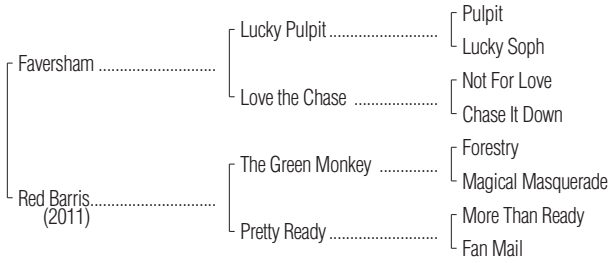 Pulpit
Lucky Pulpit ........................
Lucky Soph
Faversham ..........................
Not For Love
Love the Chase ..................
Chase It Down
Forestry
The Green Monkey .............
Magical Masquerade
Red Barris...........................
(2011)
More Than Ready
Pretty Ready ........................
Fan Mail